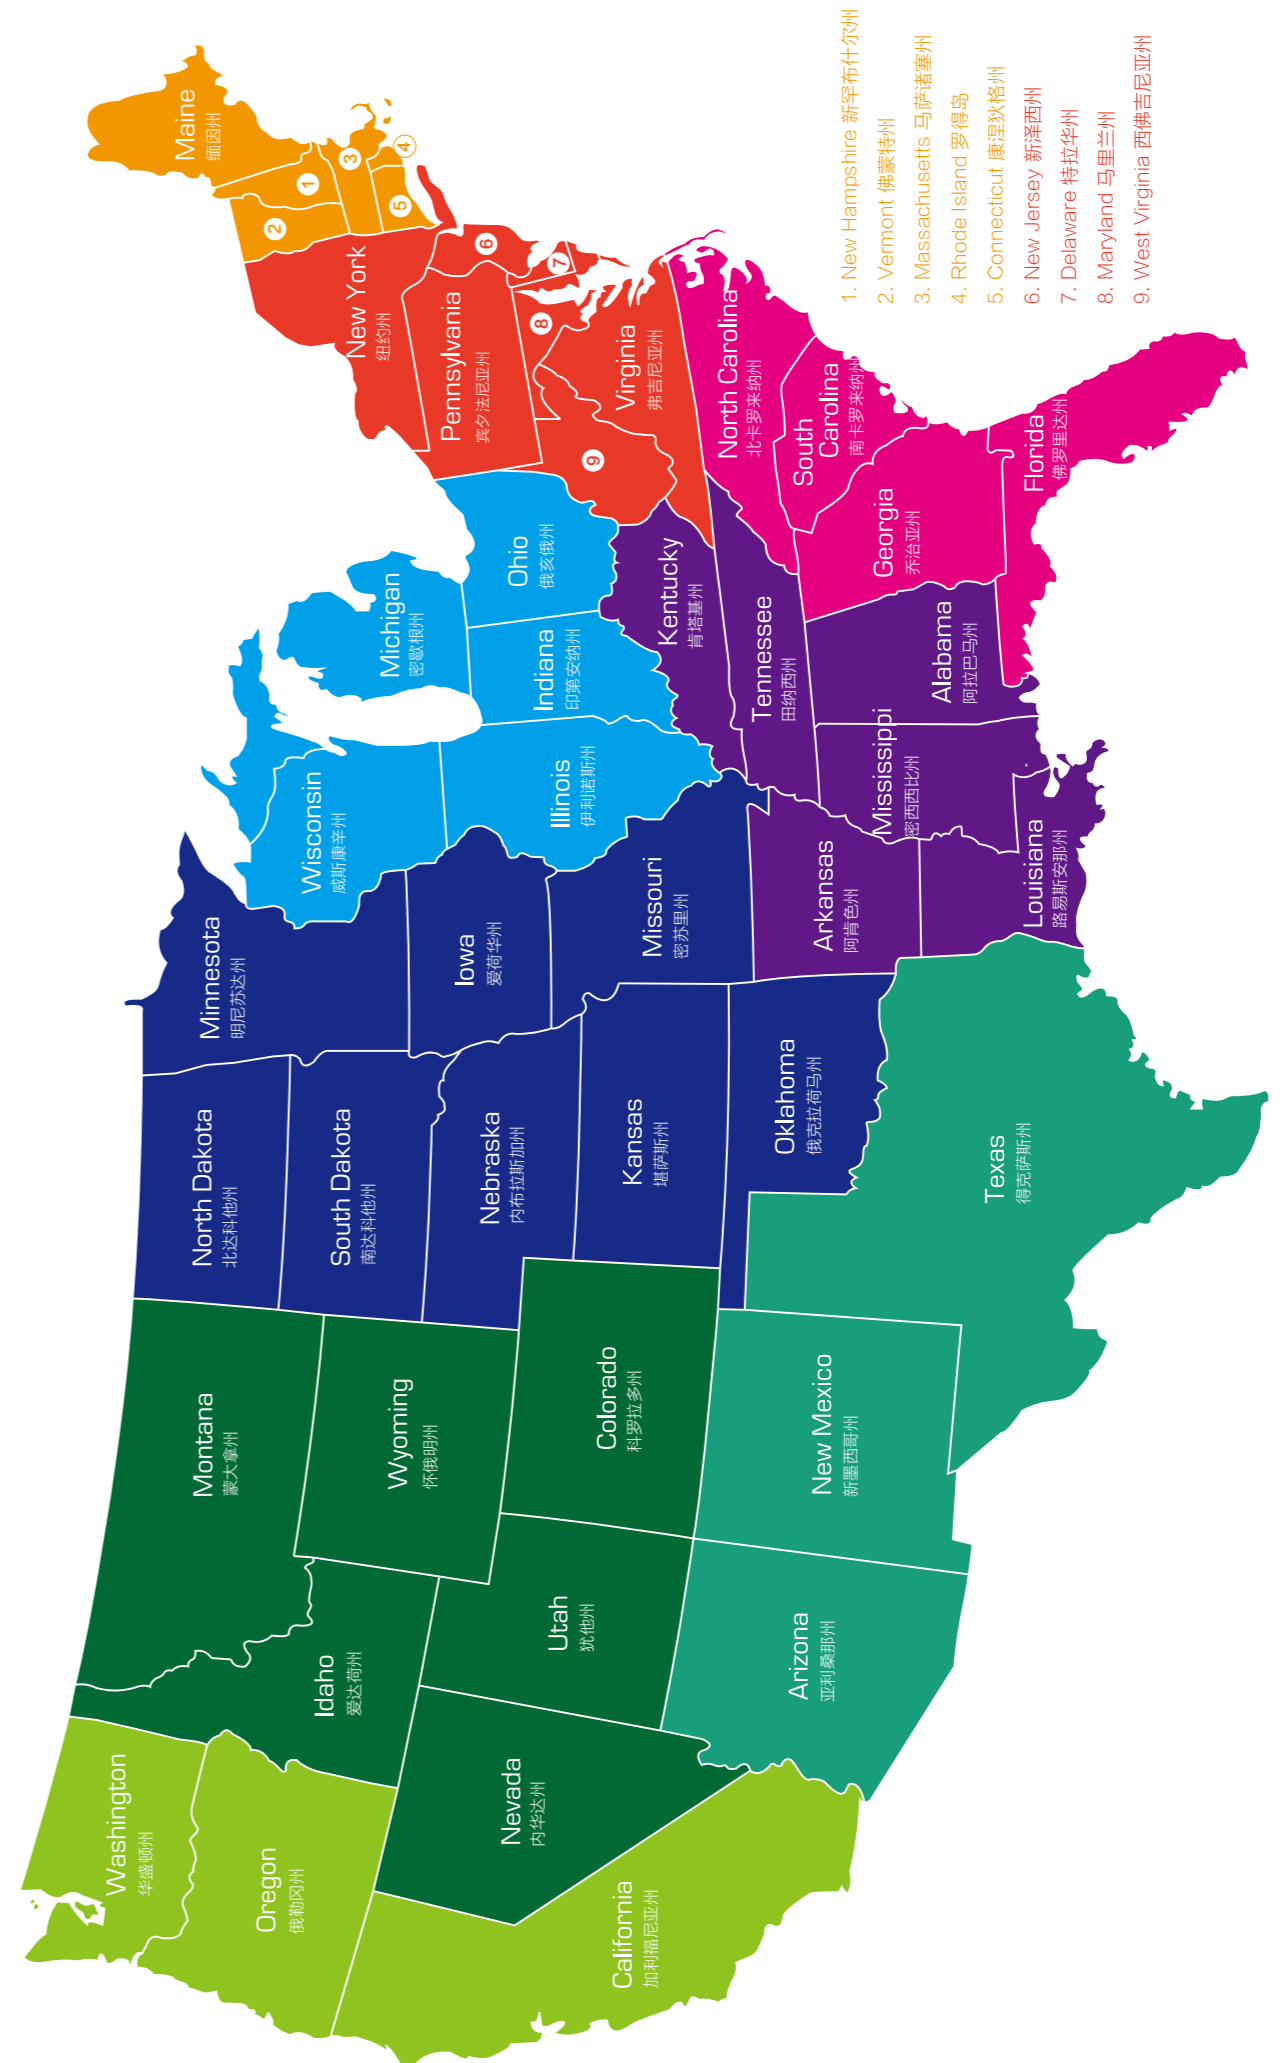 Washington
华盛顿州
Oregon
俄勒冈州
California
加利福尼亚州
Montana
蒙大拿州
Idaho
爱达荷州
Wyoming
怀俄明州
Nevada
内华达州
Utah
犹他州
Colorado
科罗拉多州
Arizona
亚利桑那州
New Mexico
新墨西哥州
Texas
得克萨斯州
North Dakota
北达科他州
South Dakota
南达科他州
Nebraska
内布拉斯加州
Kansas
堪萨斯州
Oklahoma
俄克拉荷马州
Minnesota
明尼苏达州
Iowa
爱荷华州
Missouri
密苏里州
Arkansas
阿肯色州
Louisiana
路易斯安那州
Wisconsin
威斯康辛州
Illinois
伊利诺斯州
Michigan
密歇根州
Indiana
印第安纳州
Ohio
俄亥俄州
Kentucky
肯塔基州
Tennessee
田纳西州
Mississippi
密西西比州
Alabama
阿拉巴马州
Georgia
乔治亚州
Florida
佛罗里达州
South
Carolina
南卡罗来纳州
North Carolina
北卡罗来纳州
Virginia
弗吉尼亚州
Pennsylvania
宾夕法尼亚州
New York
纽约州
Maine
缅因州
1
2
3
4
5
6
7
8
9
1. New Hampshire 新罕布什尔州
2. Vermont 佛蒙特州
3. Massachusetts 马萨诸塞州
4. Rhode Island 罗得岛
5. Connecticut 康涅狄格州
6. New Jersey 新泽西州
7. Delaware 特拉华州
8. Maryland 马里兰州
9. West Virginia 西佛吉尼亚州